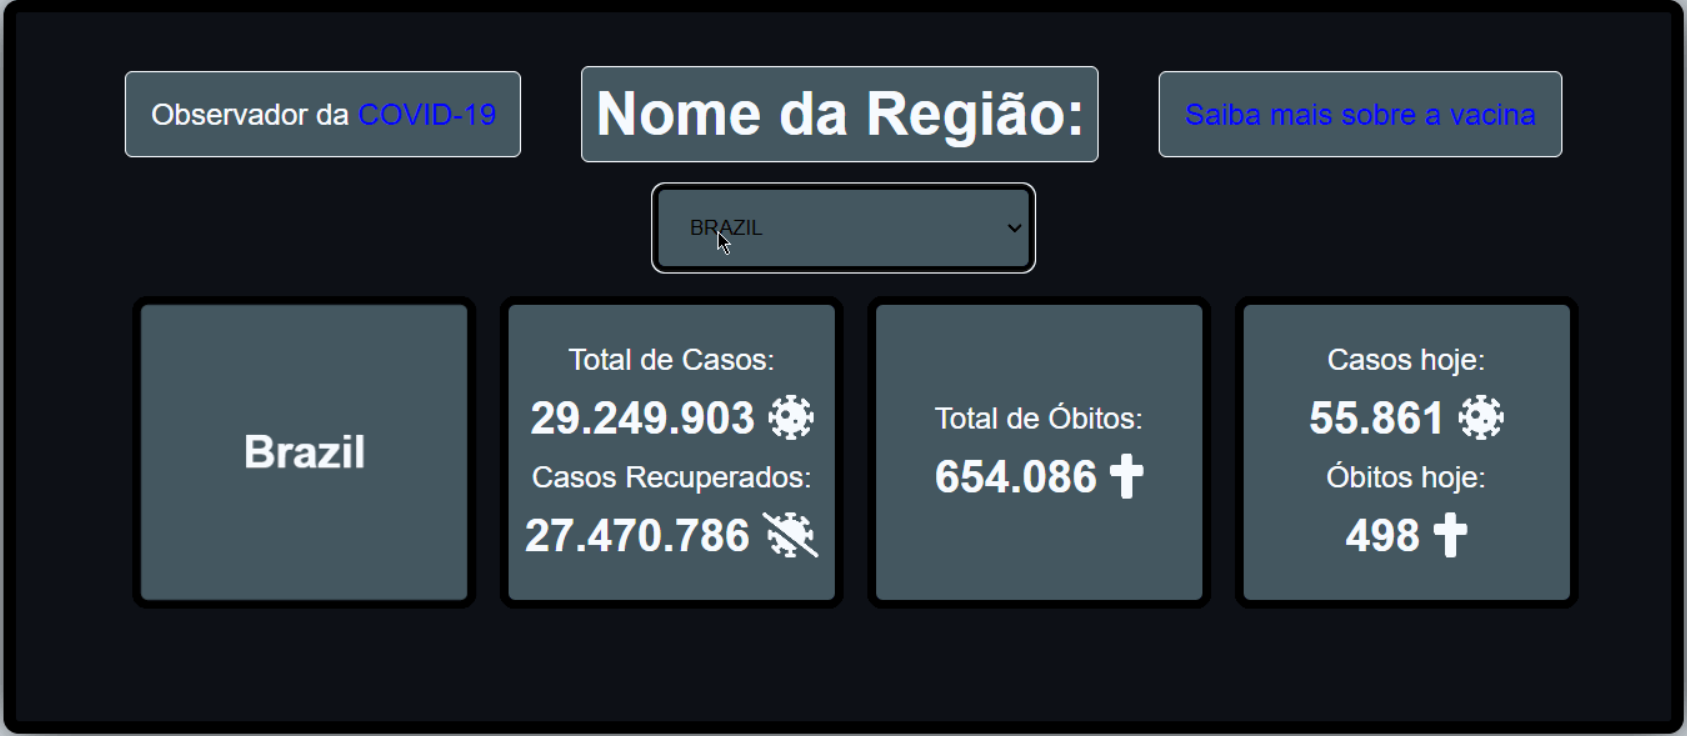 Observador da COVID-19
Nome da Região:
Saiba mais sobre a vacina
BRAZIL
Brazil
Total de Casos:
29.249.903
Casos Recuperados:
27.470.786
Total de Óbitos:
654.086
Casos hoje:
55.861
Óbitos hoje:
498